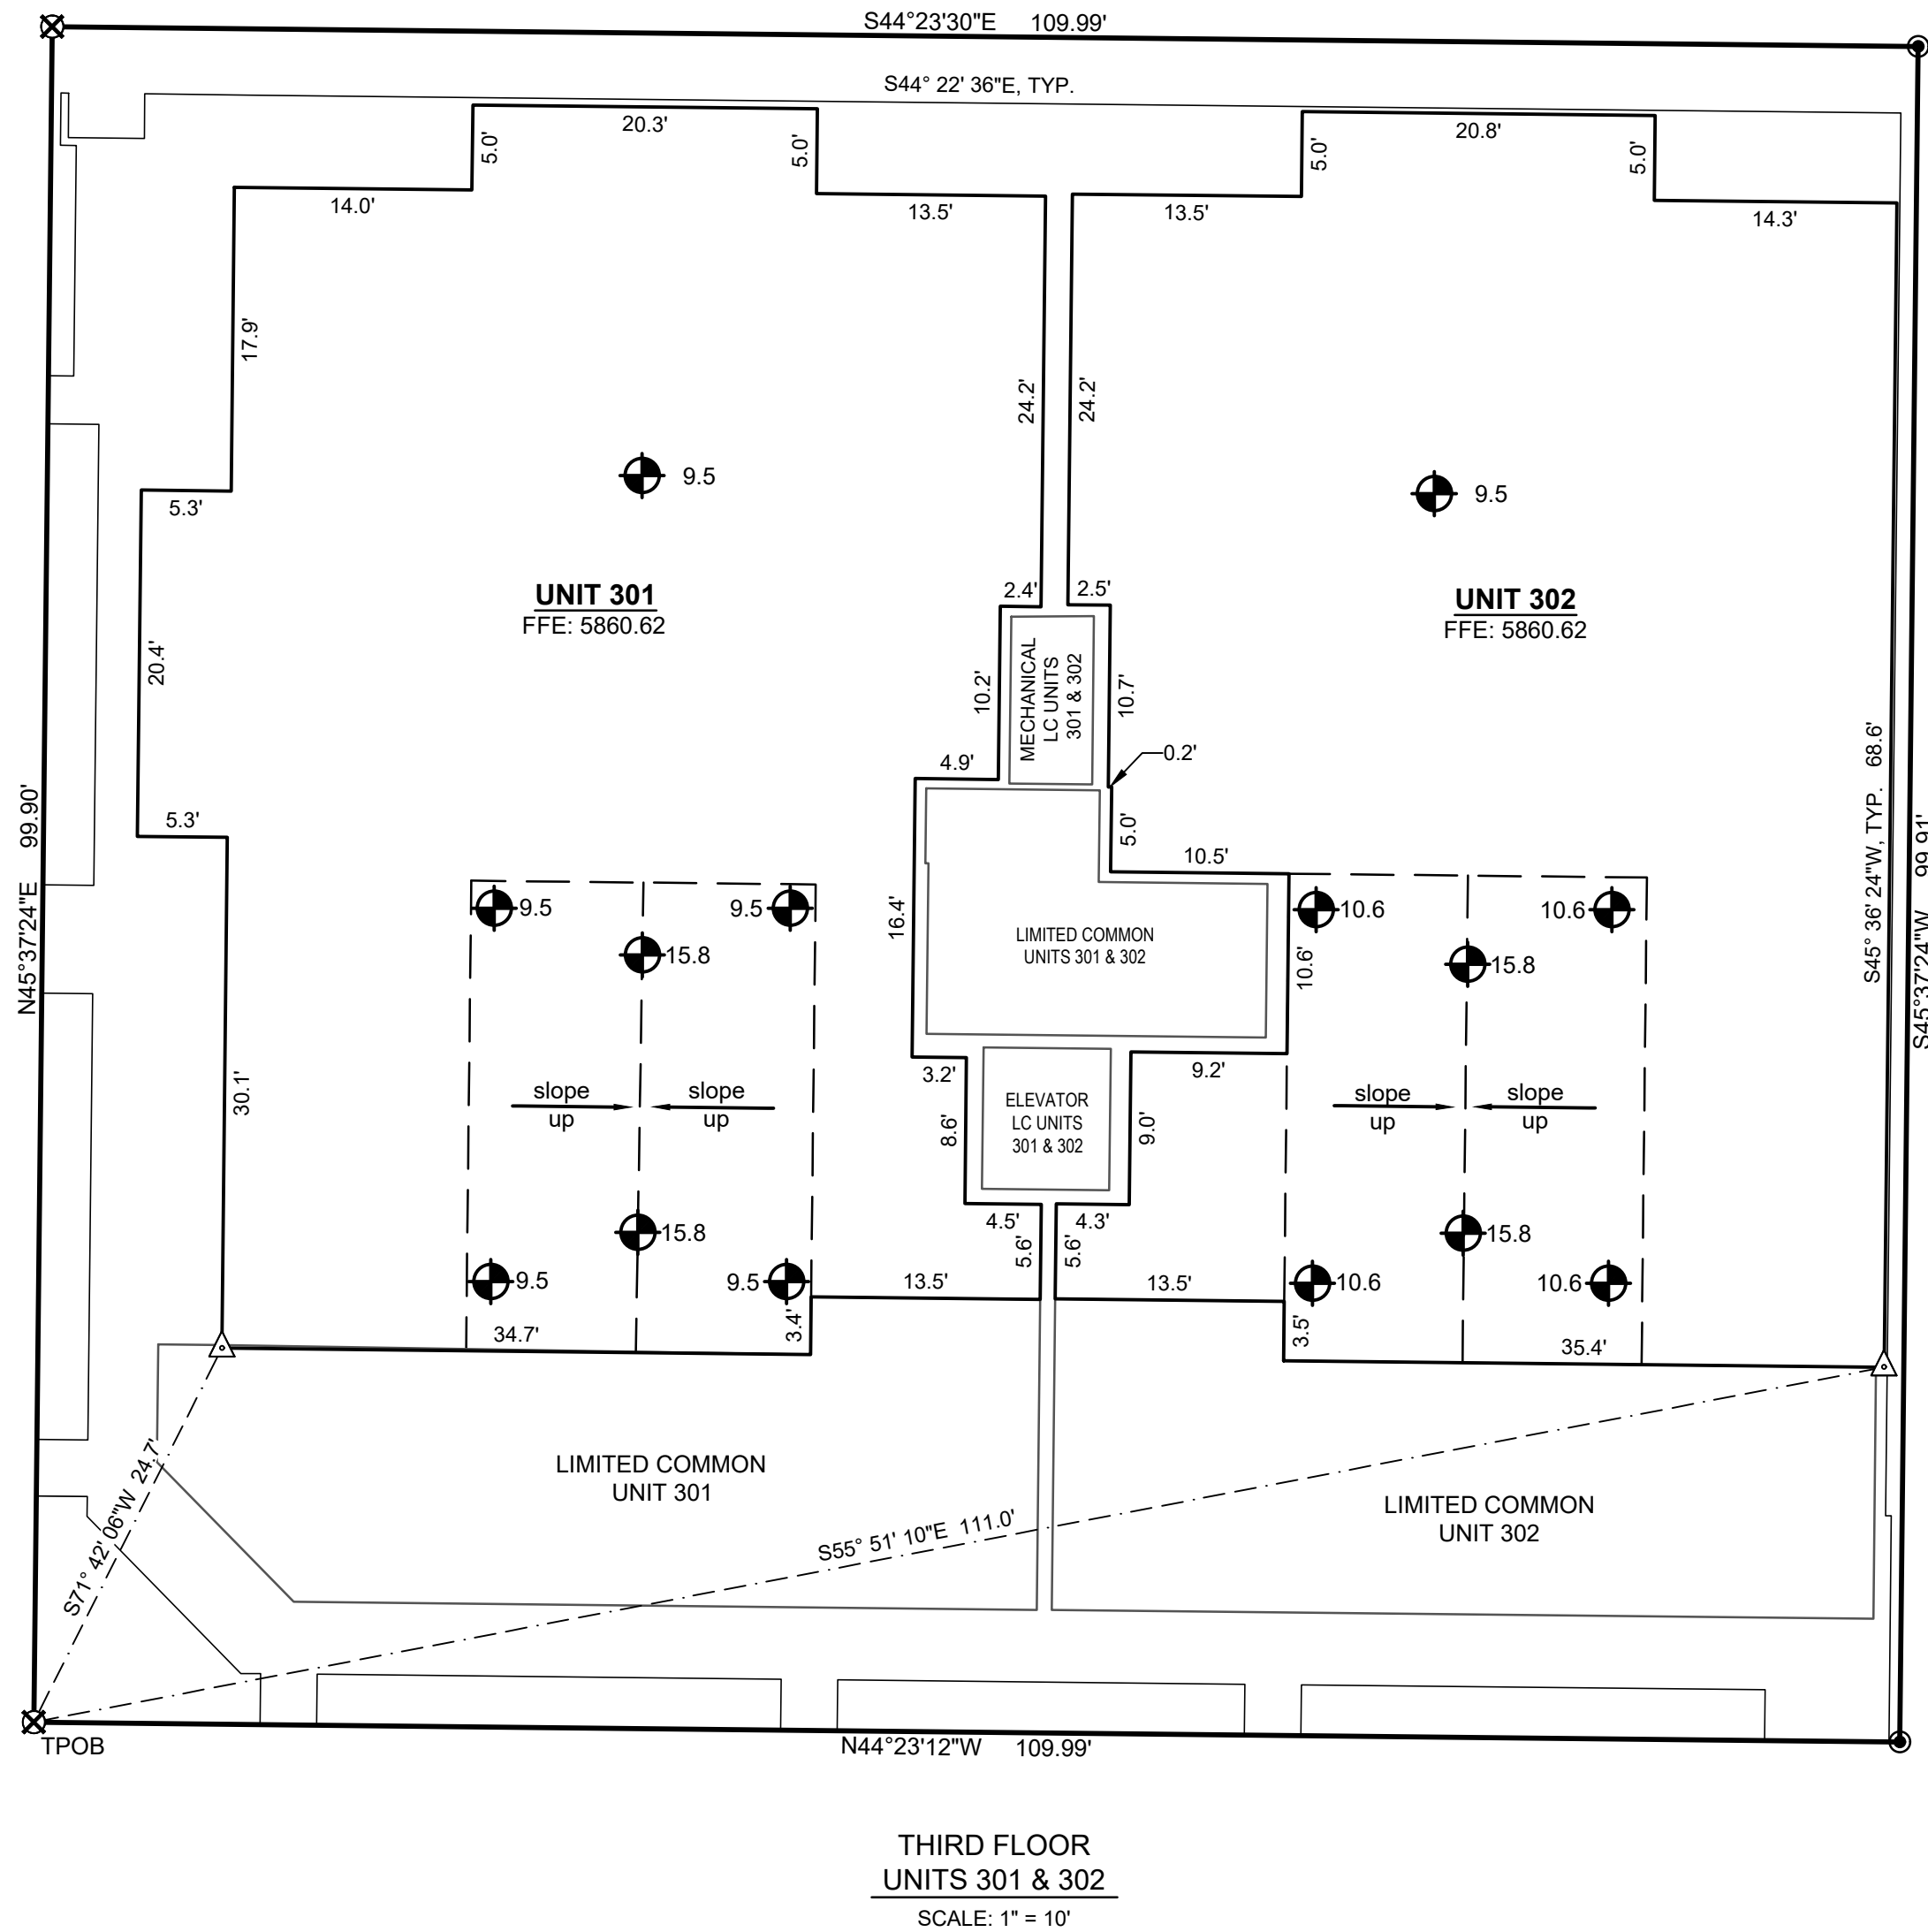 S44°23'30"E 109.99'
S44° 22' 36"E, TYP.
20.3'
20.8'
5.0'
5.0'
5.0'
5.0'
14.0'
13.5'
13.5'
14.3'
17.9'
24.2'
24.2'
9.5
9.5
5.3'
UNIT 301
FFE: 5860.62
UNIT 302
FFE: 5860.62
2.4'
2.5'
20.4'
10.2'
MECHANICAL
LC UNITS
301 & 302
10.7'
0.2'
4.9'
5.3'
5.0'
10.5'
N45°37'24"E 99.90'
S45° 36' 24"W, TYP. 68.6'
S45°37'24"W 99.91'
9.5
9.5
16.4'
10.6
10.6
15.8
LIMITED COMMON
UNITS 301 & 302
10.6'
15.8
30.1'
3.2'
9.2'
slope
up
slope
up
8.6'
ELEVATOR
LC UNITS
301 & 302
9.0'
slope
up
slope
up
4.5'
4.3'
15.8
5.6'
5.6'
15.8
9.5
9.5
13.5'
13.5'
10.6
10.6
34.7'
3.4'
3.5'
35.4'
S71° 42' 06"W 24.7'
LIMITED COMMON
UNIT 301
S55° 51' 10"E 111.0'
LIMITED COMMON
UNIT 302
TPOB
N44°23'12"W 109.99'
THIRD FLOOR
UNITS 301 & 302
SCALE: 1" = 10'